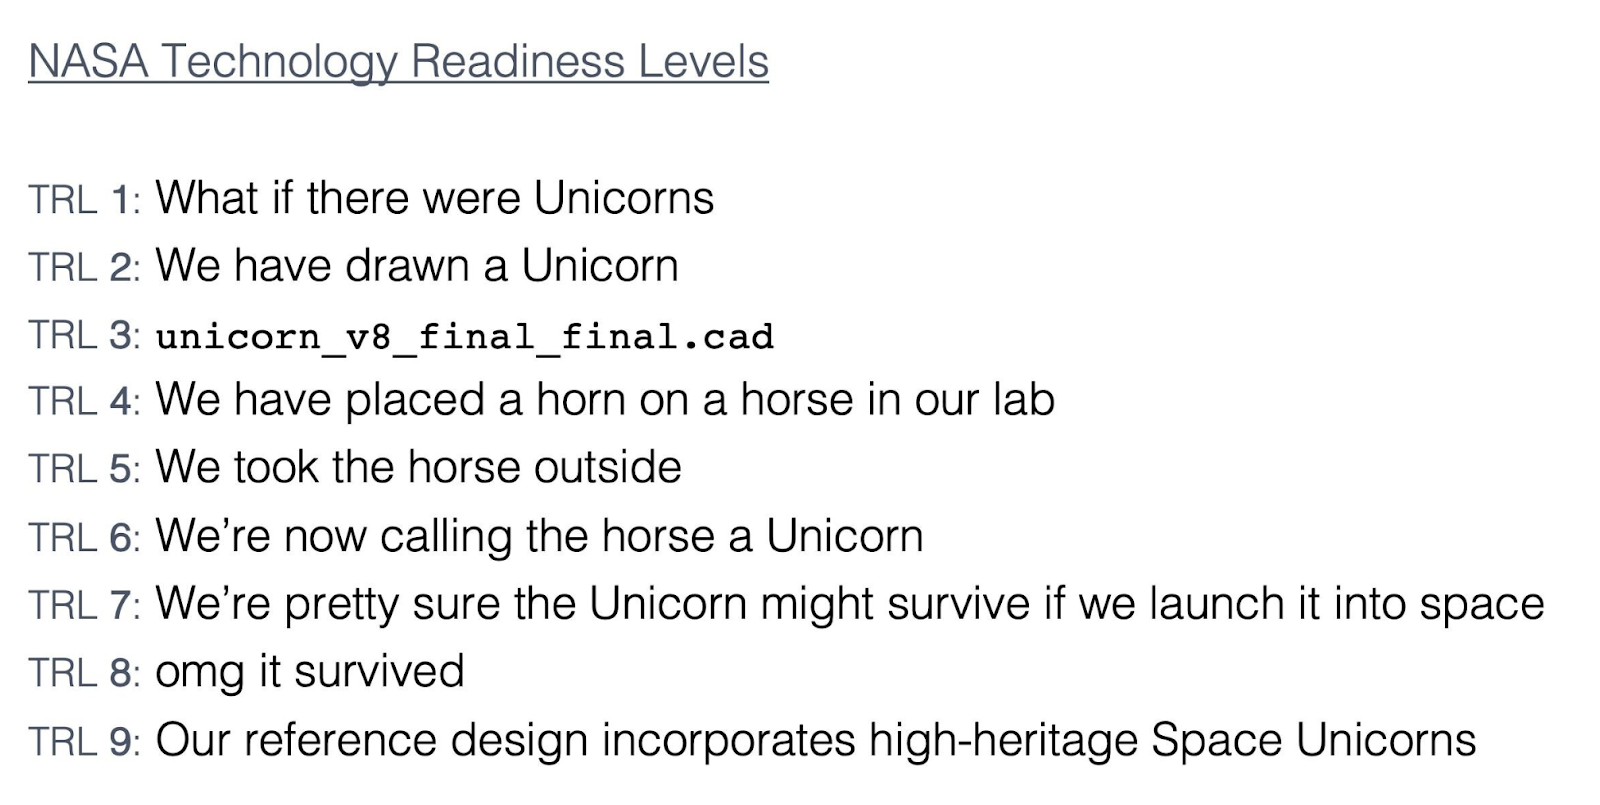 NASA Technology Readiness Levels
TRL 1: What if there were Unicorns
TRL 2: We have drawn a Unicorn
TRL 3: unicorn_v8_final_final.cad
TRL 4: We have placed a horn on a horse in our lab
TRL 5: We took the horse outside
TRL 6: We’re now calling the horse a Unicorn
TRL 7: We’re pretty sure the Unicorn might survive if we launch it into space
TRL 8: omg it survived
TRL 9: Our reference design incorporates high-heritage Space Unicorns